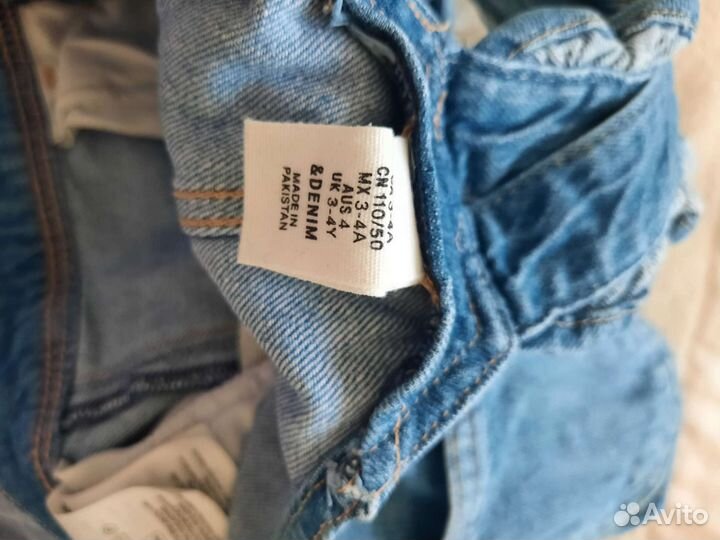 CN 110/50
MX 3-4A
AUS 4
UK 3-4Y
&DENIM
MADE IN
PAKISTAN
Avito